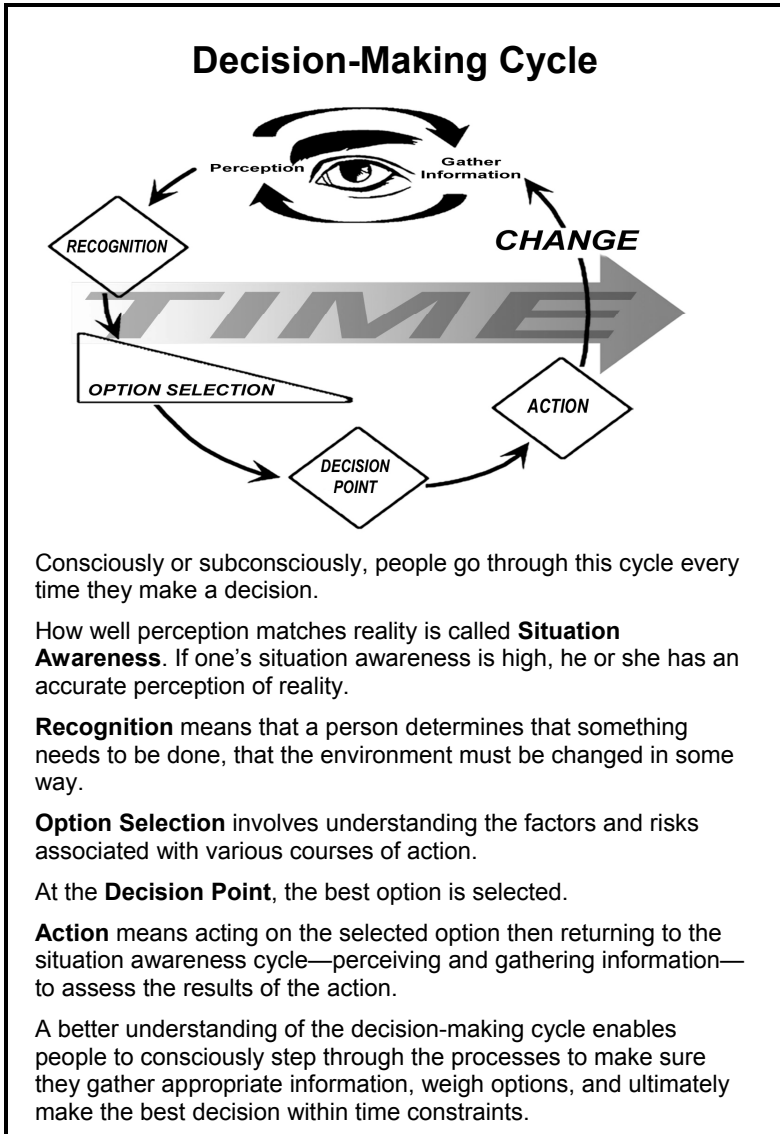 Decision-Making Cycle
Perception
Gather
Information
RECOGNITION
CHANGE
TIME
OPTION SELECTION
ACTION
DECISION
POINT
Consciously or subconsciously, people go through this cycle every
time they make a decision.
How well perception matches reality is called Situation
Awareness. If one’s situation awareness is high, he or she has an
accurate perception of reality.
Recognition means that a person determines that something
needs to be done, that the environment must be changed in some
way.
Option Selection involves understanding the factors and risks
associated with various courses of action.
At the Decision Point, the best option is selected.
Action means acting on the selected option then returning to the
situation awareness cycle—perceiving and gathering information—
to assess the results of the action.
A better understanding of the decision-making cycle enables
people to consciously step through the processes to make sure
they gather appropriate information, weigh options, and ultimately
make the best decision within time constraints.